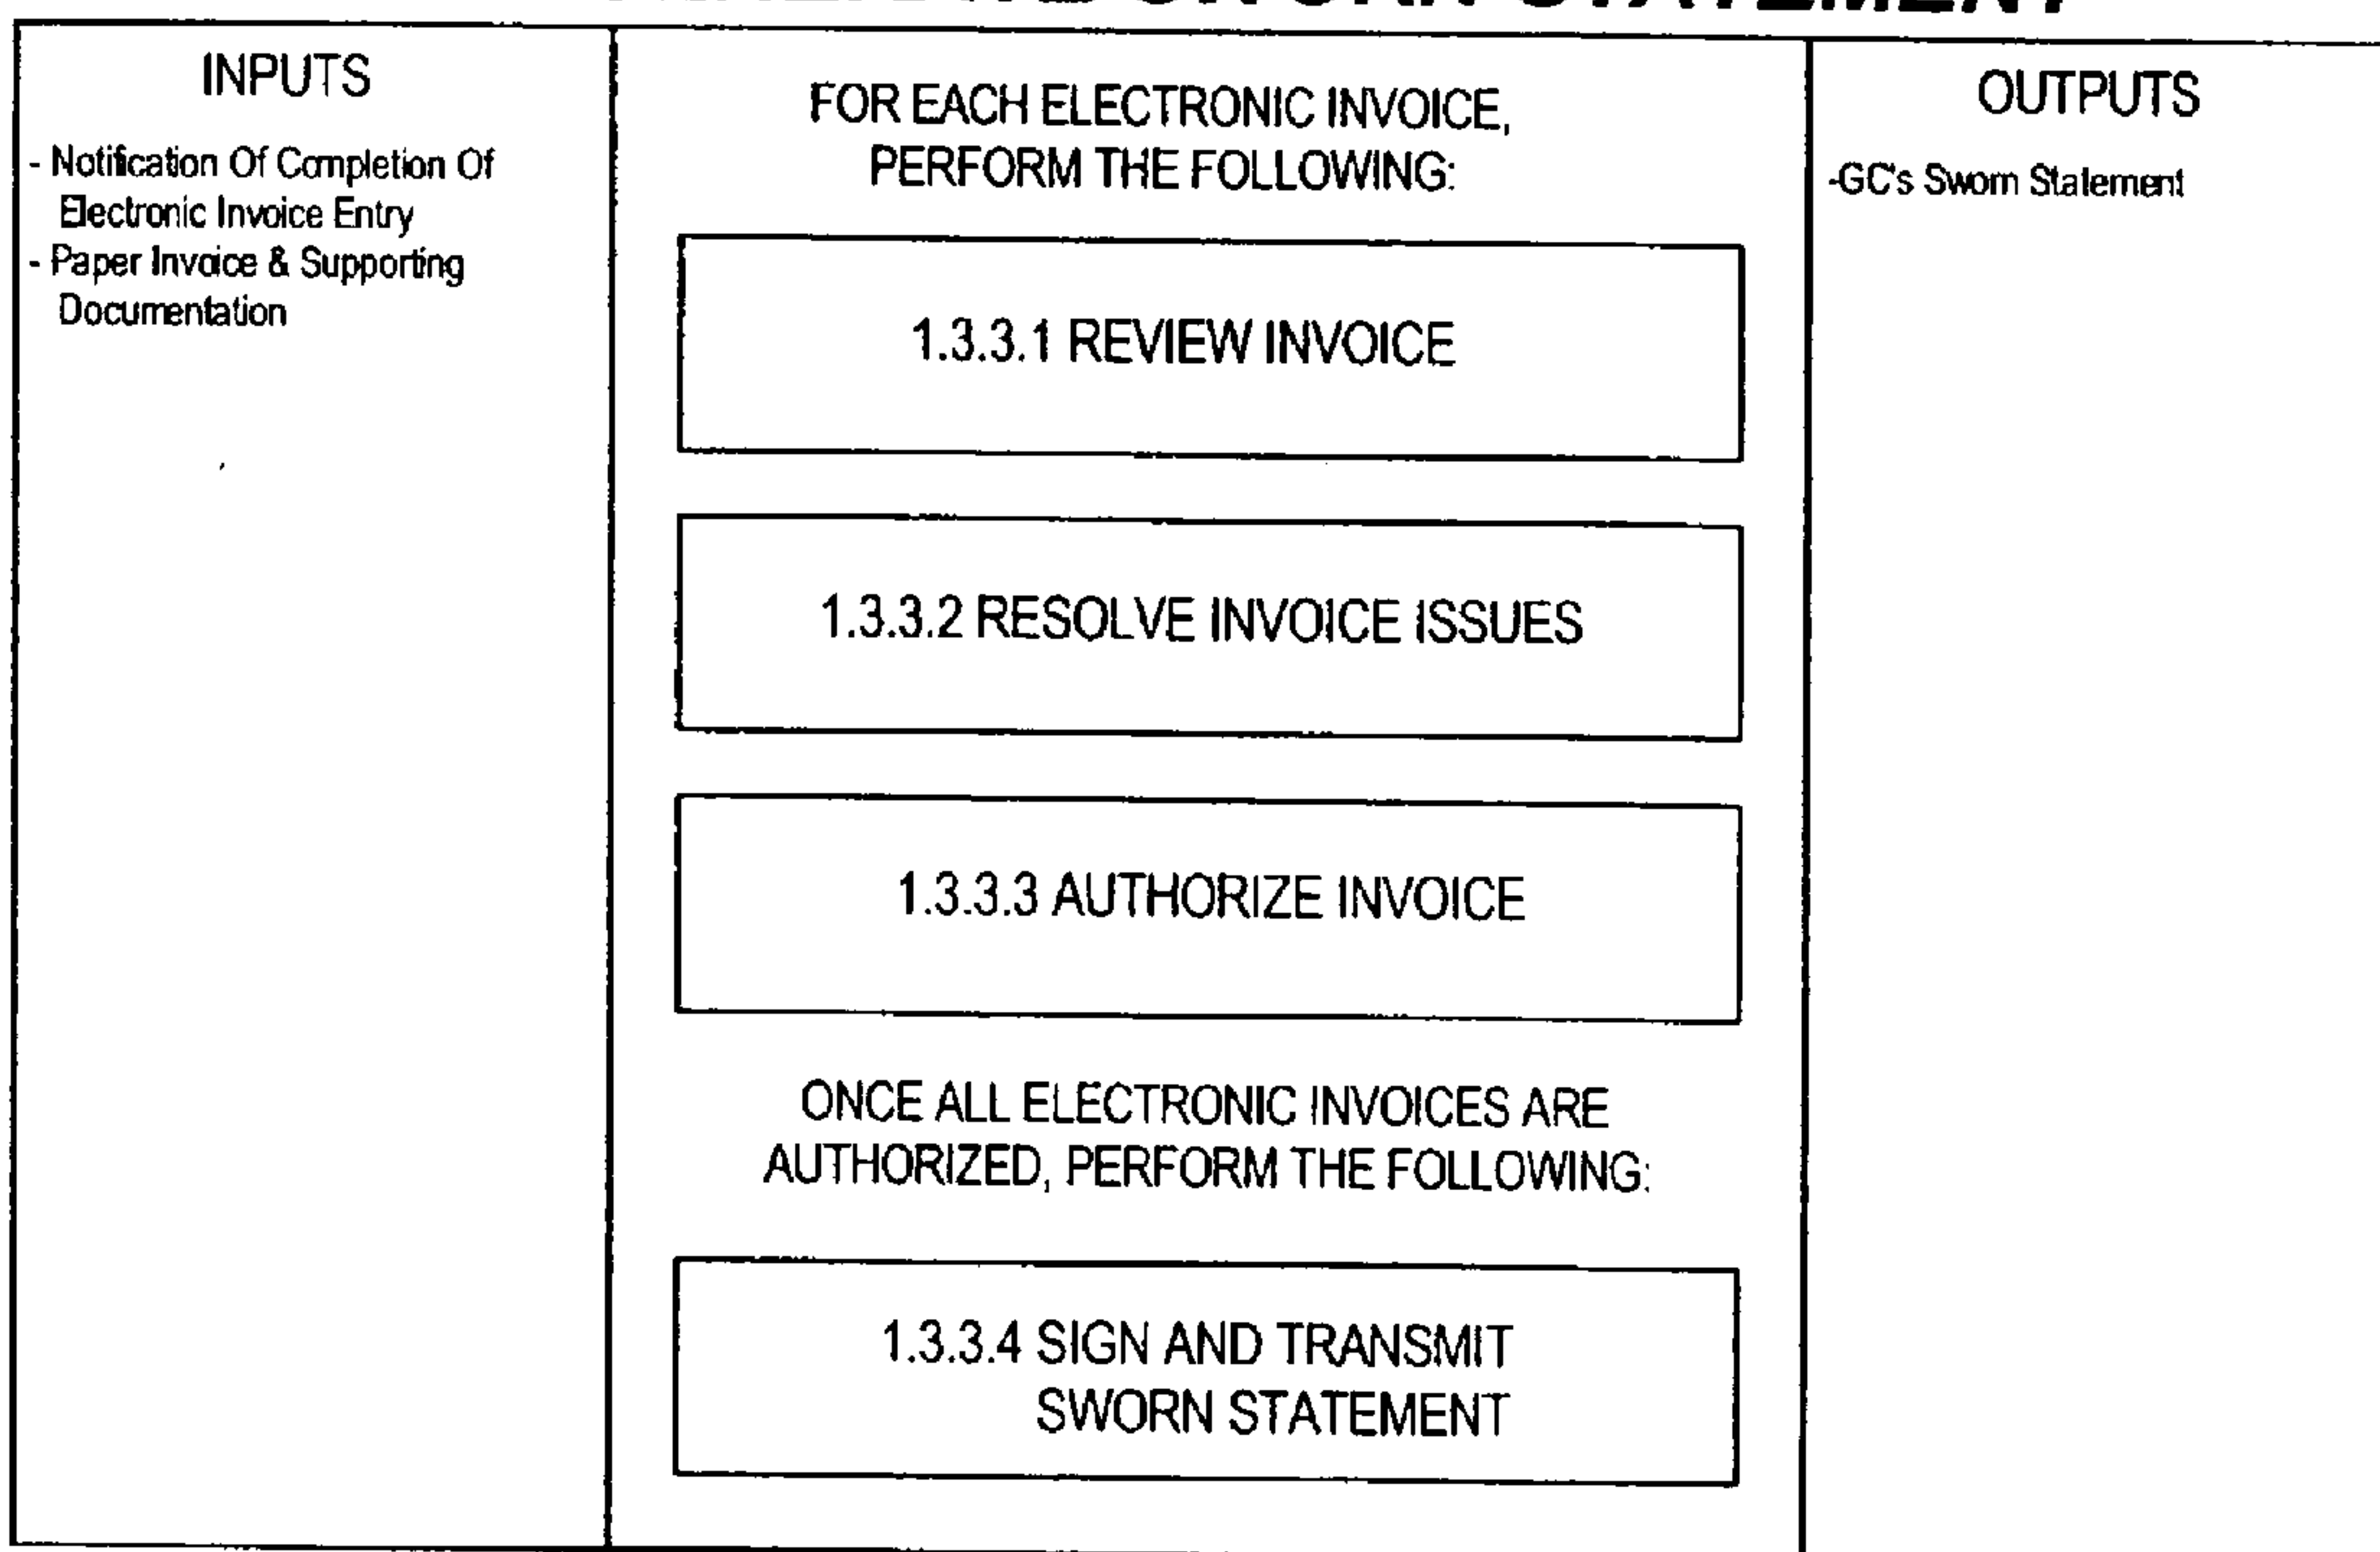 STATEMENT
INPUTS
- Notification Of Completion Of
Electronic Invoice Entry
- Paper Invoice & Supporting
Documentation
FOR EACH ELECTRONIC INVOICE,
PERFORM THE FOLLOWING:
1.3.3.1 REVIEW INVOICE
1.3.3.2 RESOLVE INVOICE ISSUES
1.3.3.3 AUTHORIZE INVOICE
ONCE ALL ELECTRONIC INVOICES ARE
AUTHORIZED, PERFORM THE FOLLOWING:
1.3.3.4 SIGN AND TRANSMIT
SWORN STATEMENT
OUTPUTS
-GC's Sworn Statement